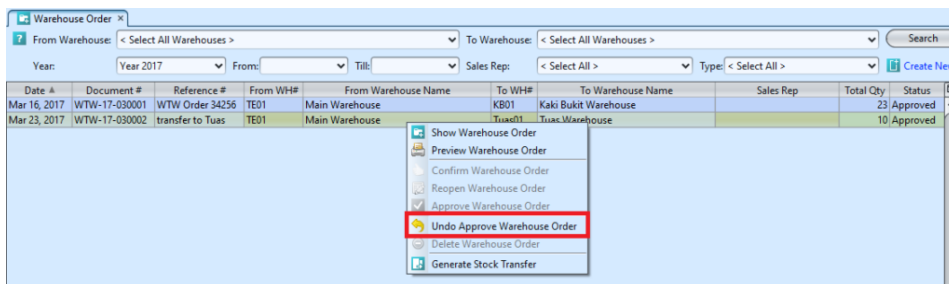 Warehouse Order ×
? From Warehouse: < Select All Warehouses > To Warehouse: < Select All Warehouses > Search
Year: Year 2017 From: Till: Sales Rep: < Select All > Type: < Select All > Create Ne
Date Document # Reference # From WH# From Warehouse Name To WH# To Warehouse Name Sales Rep Total Qty Status
Mar 16, 2017 WTW-17-030001 WTW Order 34256 TE01 Main Warehouse KB01 Kaki Bukit Warehouse 23 Approved
Mar 23, 2017 WTW-17-030002 transfer to Tuas TE01 Main Warehouse Tuas01 Tuas Warehouse 10 Approved
Show Warehouse Order
Preview Warehouse Order
Confirm Warehouse Order
Reopen Warehouse Order
Approve Warehouse Order
Undo Approve Warehouse Order
Delete Warehouse Order
Generate Stock Transfer